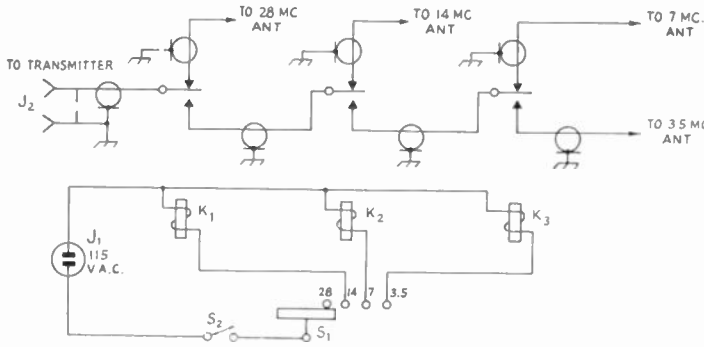 TO 28 MC
ANT
TO 14 MC
ANT
TO 7 MC.
ANT
TO TRANSMITTER
J2
TO 3.5 MC
ANT
K1
K2
K3
J1
115
V.A.C.
28
14
7
3.5
S2
S1